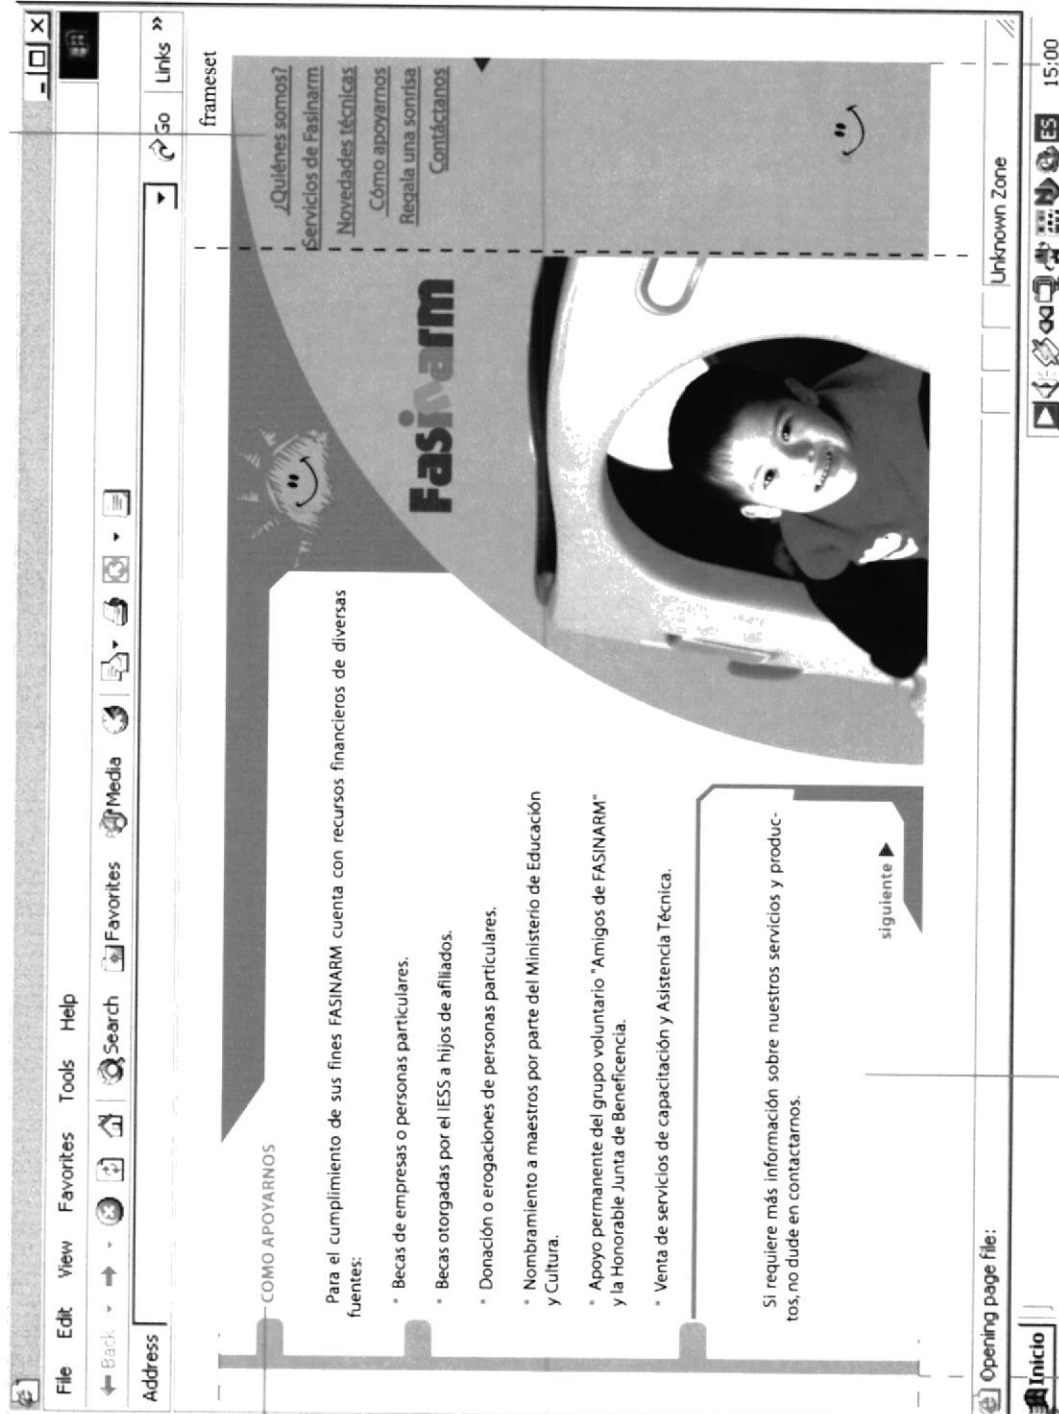 File Edit View Favorites Tools Help
Back Search Favorites Media
Address Go Links »
frameset
COMO APOYARNOS
Para el cumplimiento de sus fines FASINARM cuenta con recursos financieros de diversas
fuentes:
* Becas de empresas o personas particulares.
* Becas otorgadas por el IESS a hijos de afiliados.
* Donación o erogaciones de personas particulares.
* Nombramiento a maestros por parte del Ministerio de Educación
y Cultura.
* Apoyo permanente del grupo voluntario "Amigos de FASINARM"
y la Honorable Junta de Beneficencia.
* Venta de servicios de capacitación y Asistencia Técnica.
Si requiere más información sobre nuestros servicios y produc-
tos, no dude en contactarnos.
siguiente
Fasinarm
¿Quiénes somos?
Servicios de Fasinarm
Novedades técnicas
Cómo apoyarnos
Regala una sonrisa
Contáctanos
Opening page file:
Unknown Zone
Inicio
ES 15:00